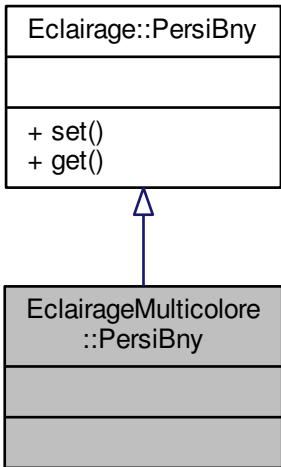 Eclairage::PersiBny
+ set()
+ get()
EclairageMulticolore
::PersiBny